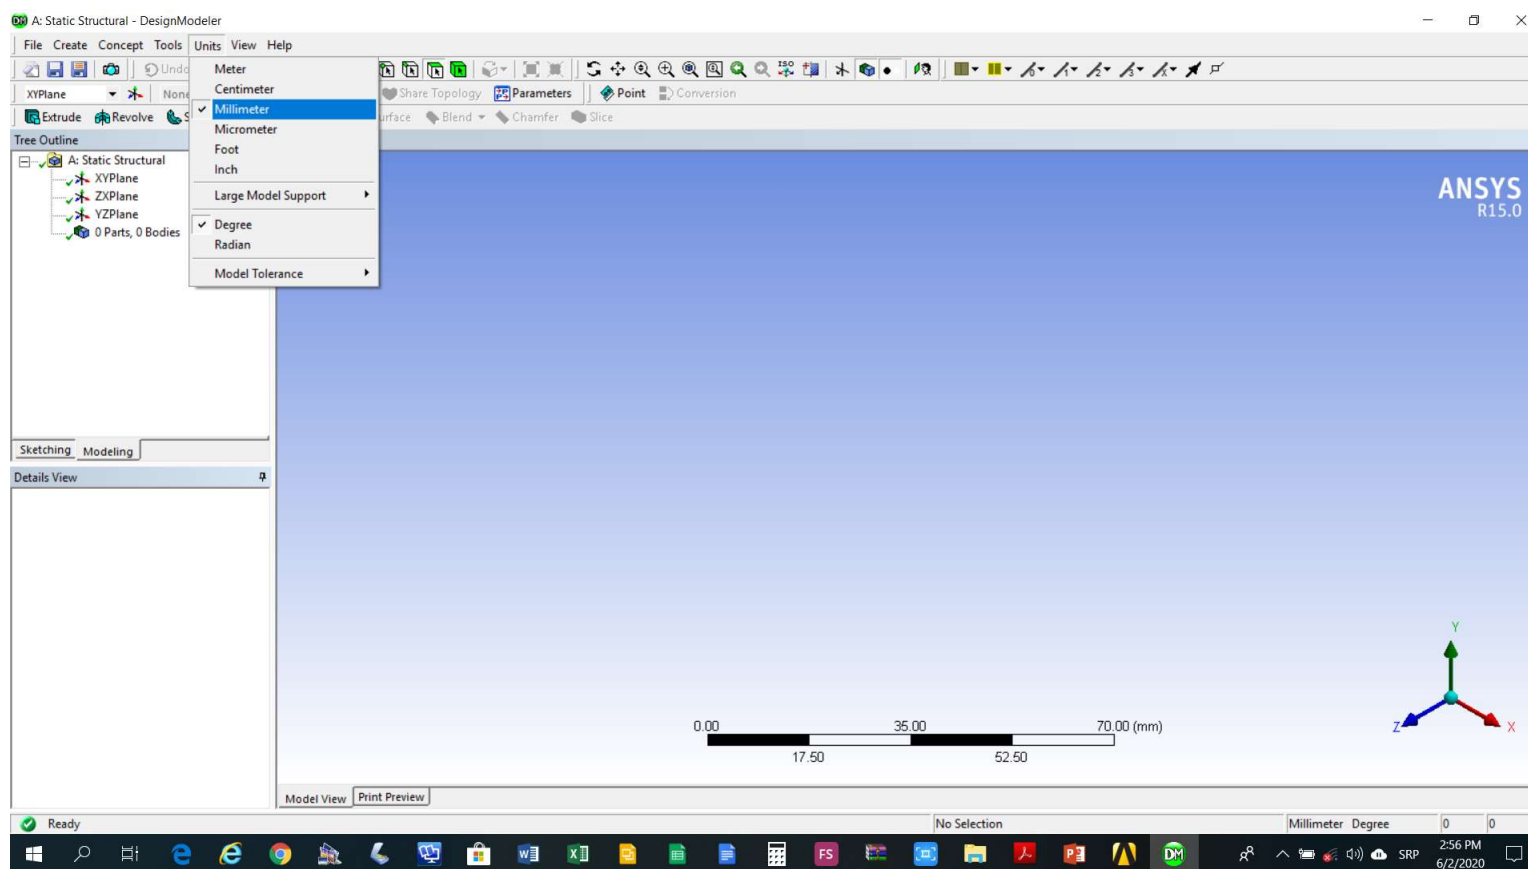 A: Static Structural - DesignModeler
File Create Concept Tools Units View Help
Undo
Meter
XYPlane
None
Centimeter
Share Topology Parameters Point Conversion
Extrude Revolve
Millimeter
Blend Chamfer Slice
Micrometer
Tree Outline
Foot
A: Static Structural
Inch
XYPlane
ZXPlane
Large Model Support
YZPlane
Degree
0 Parts, 0 Bodies
Radian
Model Tolerance
ANSYS
R15.0
Sketching Modeling
Details View
Y
Z
X
0.00 35.00 70.00 (mm)
17.50 52.50
Model View Print Preview
Ready No Selection Millimeter Degree 0 0
FS
DM
SRP
2:56 PM
6/2/2020